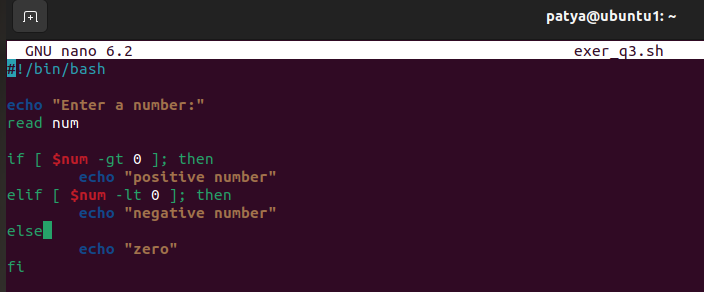 patya@ubuntu1: ~
GNU nano 6.2 exer_q3.sh
#!/bin/bash
echo "Enter a number:"
read num
if [ $num -gt 0 ]; then
echo "positive number"
elif [ $num -lt 0 ]; then
echo "negative number"
else
echo "zero"
fi